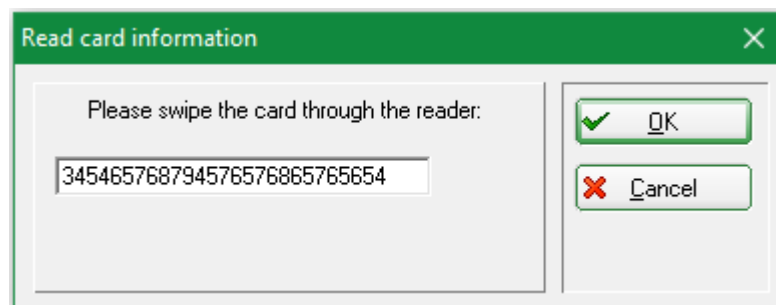 Read card information
Please swipe the card through the reader:
3454657687945765768657656​54
OK
Cancel